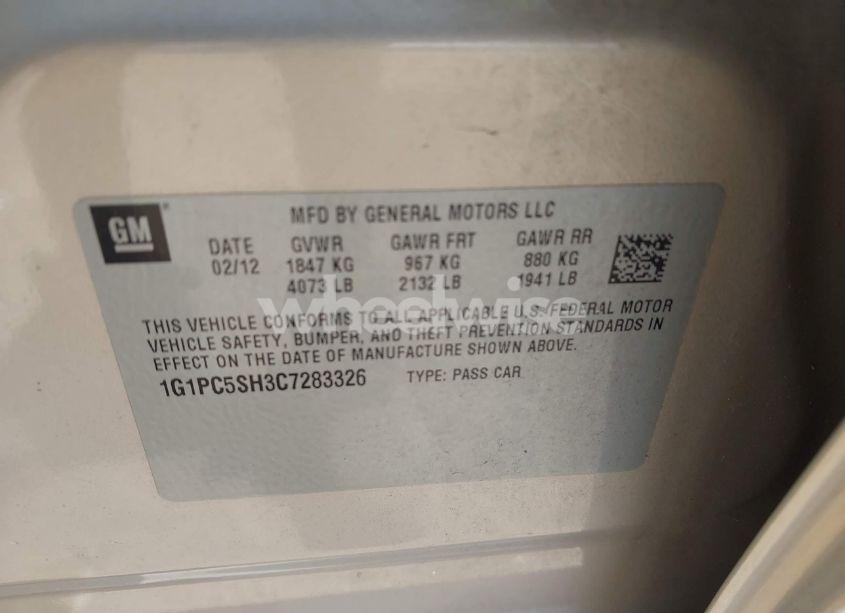 GM
MFD BY GENERAL MOTORS LLC
DATE GVWR GAWR FRT GAWR RR
02/12 1847 KG 967 KG 880 KG
4073 LB 2132 LB 1941 LB
wheelwise
THIS VEHICLE CONFORMS TO ALL APPLICABLE U.S. FEDERAL MOTOR
VEHICLE SAFETY, BUMPER, AND THEFT PREVENTION STANDARDS IN
EFFECT ON THE DATE OF MANUFACTURE SHOWN ABOVE.
1G1PC5SH3C7283326 TYPE: PASS CAR